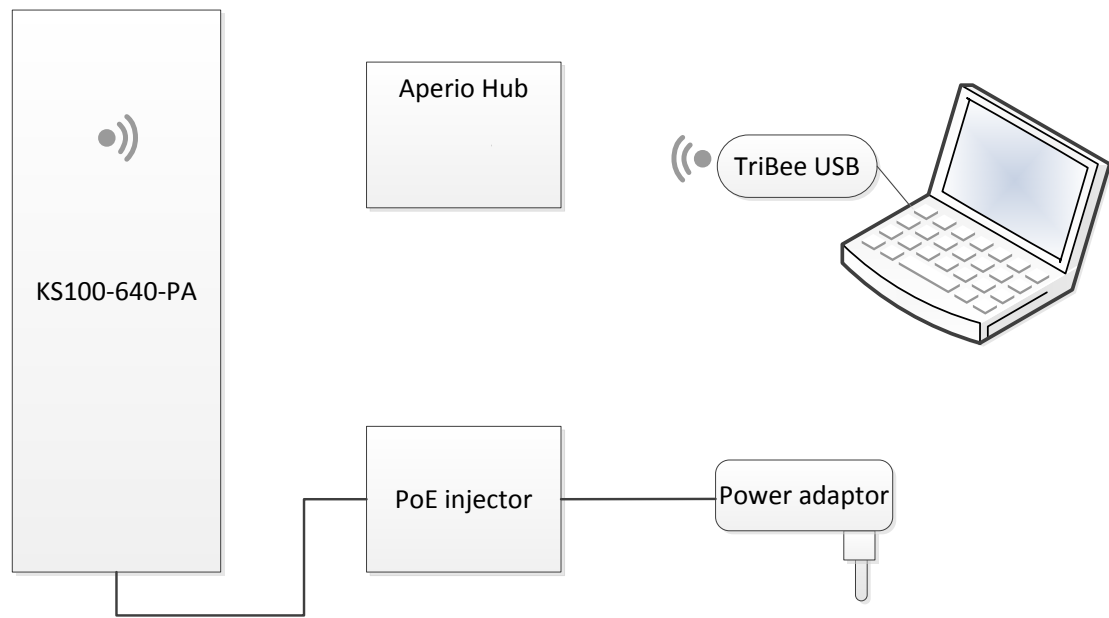 Aperio Hub
TriBee USB
KS100-640-PA
PoE injector
Power adaptor